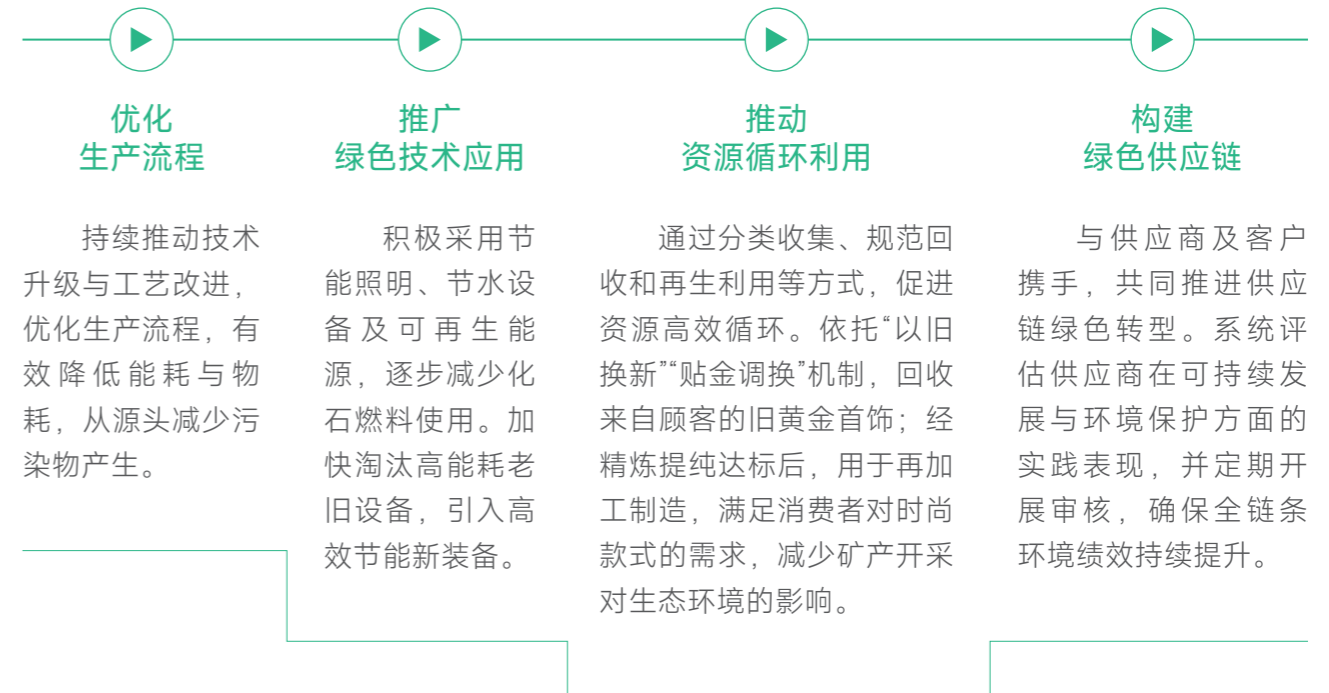 优化
生产流程
持续推动技术
升级与工艺改进，
优化生产流程，有
效降低能耗与物
耗，从源头减少污
染物产生。
推广
绿色技术应用
积极采用节
能照明、节水设
备及可再生能
源，逐步减少化
石燃料使用。加
快淘汰高能耗老
旧设备，引入高
效节能新装备。
推动
资源循环利用
通过分类收集、规范回
收和再生利用等方式，促进
资源高效循环。依托“以旧
换新”“贴金调换”机制，回收
来自顾客的旧黄金首饰；经
精炼提纯达标后，用于再加
工制造，满足消费者对时尚
款式的需求，减少矿产开采
对生态环境的影响。
构建
绿色供应链
与供应商及客户
携手，共同推进供应
链绿色转型。系统评
估供应商在可持续发
展与环境保护方面的
实践表现，并定期开
展审核，确保全链条
环境绩效持续提升。